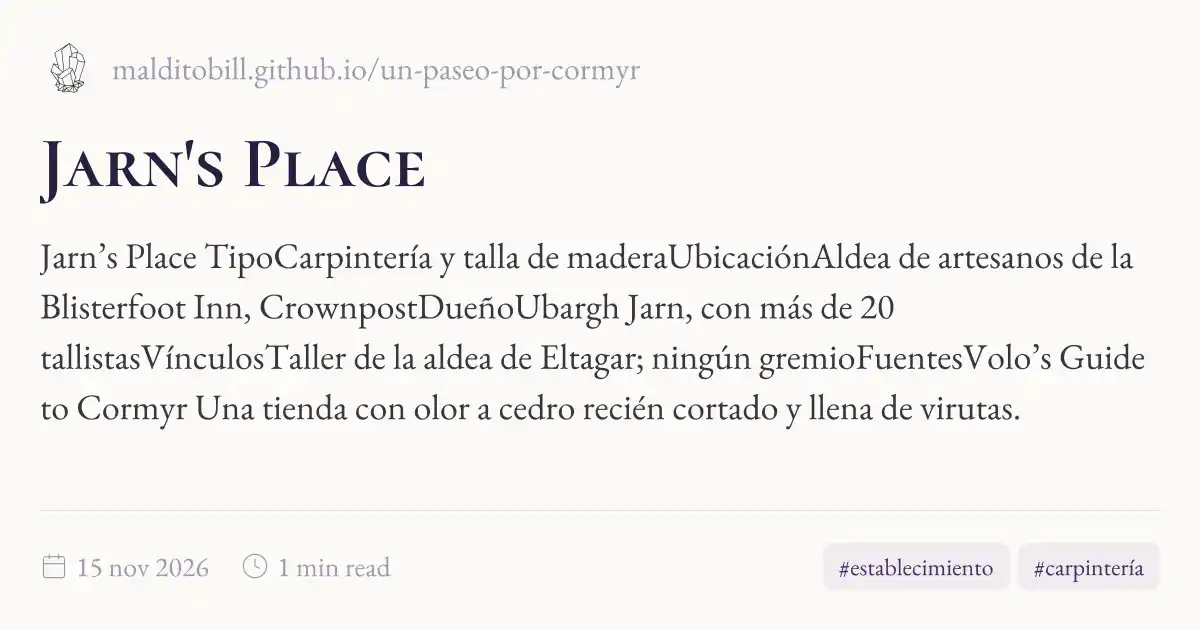 malditobill.github.io/un-paseo-por-cormyr
Jarn's Place
Jarn’s Place TipoCarpintería y talla de maderaUbicaciónAldea de artesanos de la
Blisterfoot Inn, CrownpostDueñoUbargh Jarn, con más de 20
tallistasVínculosTaller de la aldea de Eltagar; ningún gremioFuentesVolo’s Guide
to Cormyr Una tienda con olor a cedro recién cortado y llena de virutas.
15 nov 2026 1 min read #establecimiento #carpintería